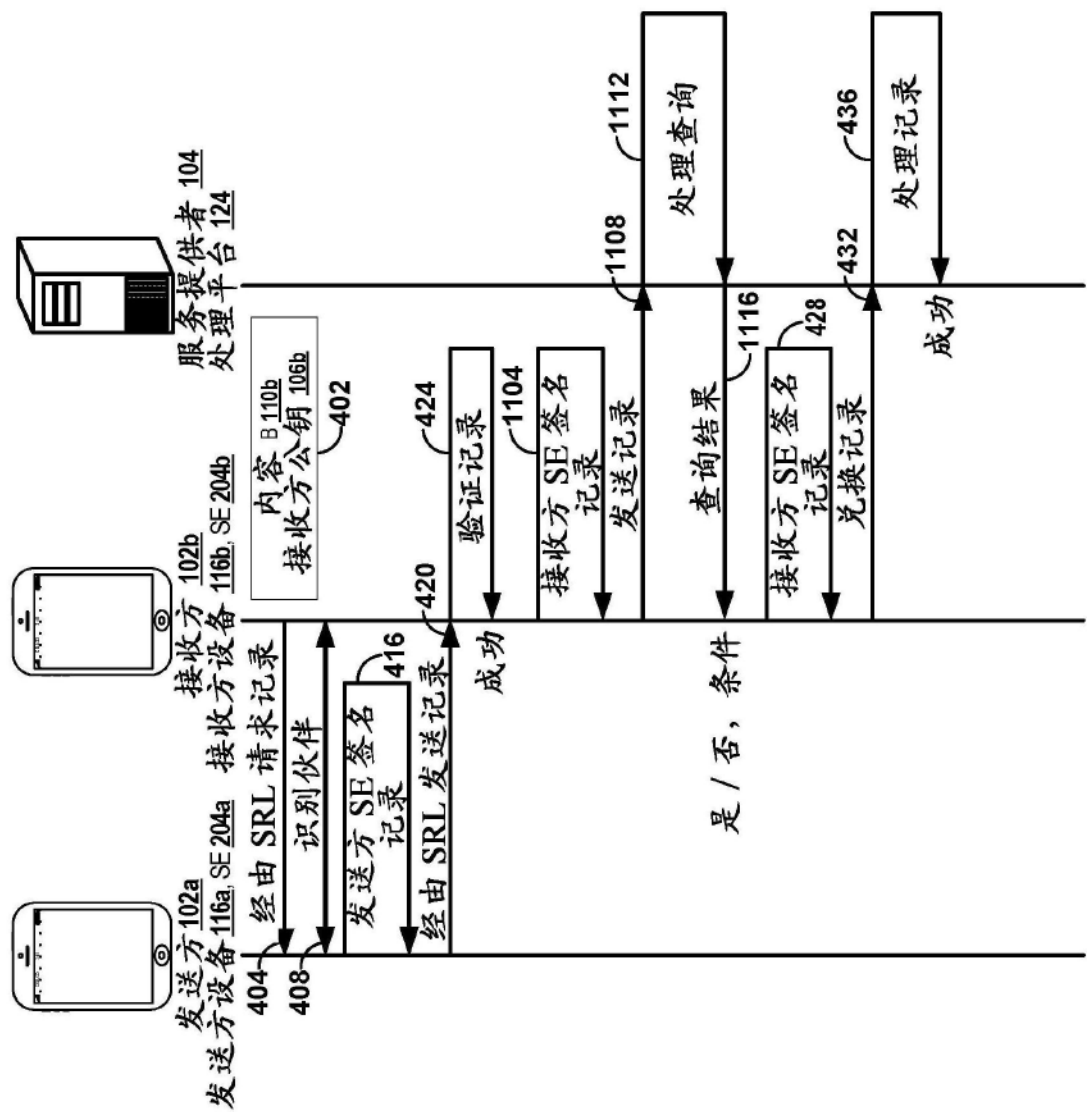 发送方 102a
发送方设备 116a, SE 204a
接收方 102b
接收方设备 116b, SE 204b
服务提供者 104
处理平台 124
内容 B 110b
接收方公钥 106b
402
经由 SRL 请求记录
404
识别伙伴
408
发送方 SE 签名
记录
416
经由 SRL 发送记录
420
验证记录
424
成功
接收方 SE 签名
记录
1104
发送记录
1108
处理查询
1112
查询结果
1116
是 / 否，条件
接收方 SE 签名
记录
428
兑换记录
432
处理记录
436
成功